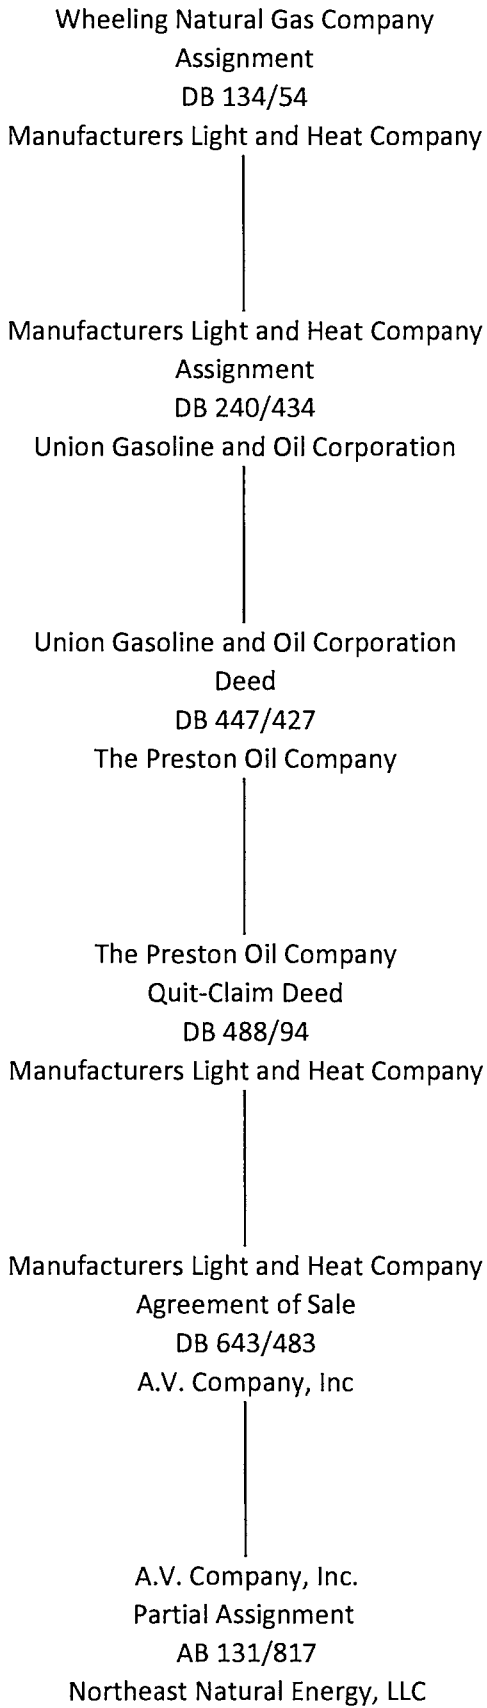 Wheeling Natural Gas Company
Assignment
DB 134/54
Manufacturers Light and Heat Company
Manufacturers Light and Heat Company
Assignment
DB 240/434
Union Gasoline and Oil Corporation
Union Gasoline and Oil Corporation
Deed
DB 447/427
The Preston Oil Company
The Preston Oil Company
Quit-Claim Deed
DB 488/94
Manufacturers Light and Heat Company
Manufacturers Light and Heat Company
Agreement of Sale
DB 643/483
A.V. Company, Inc
A.V. Company, Inc.
Partial Assignment
AB 131/817
Northeast Natural Energy, LLC